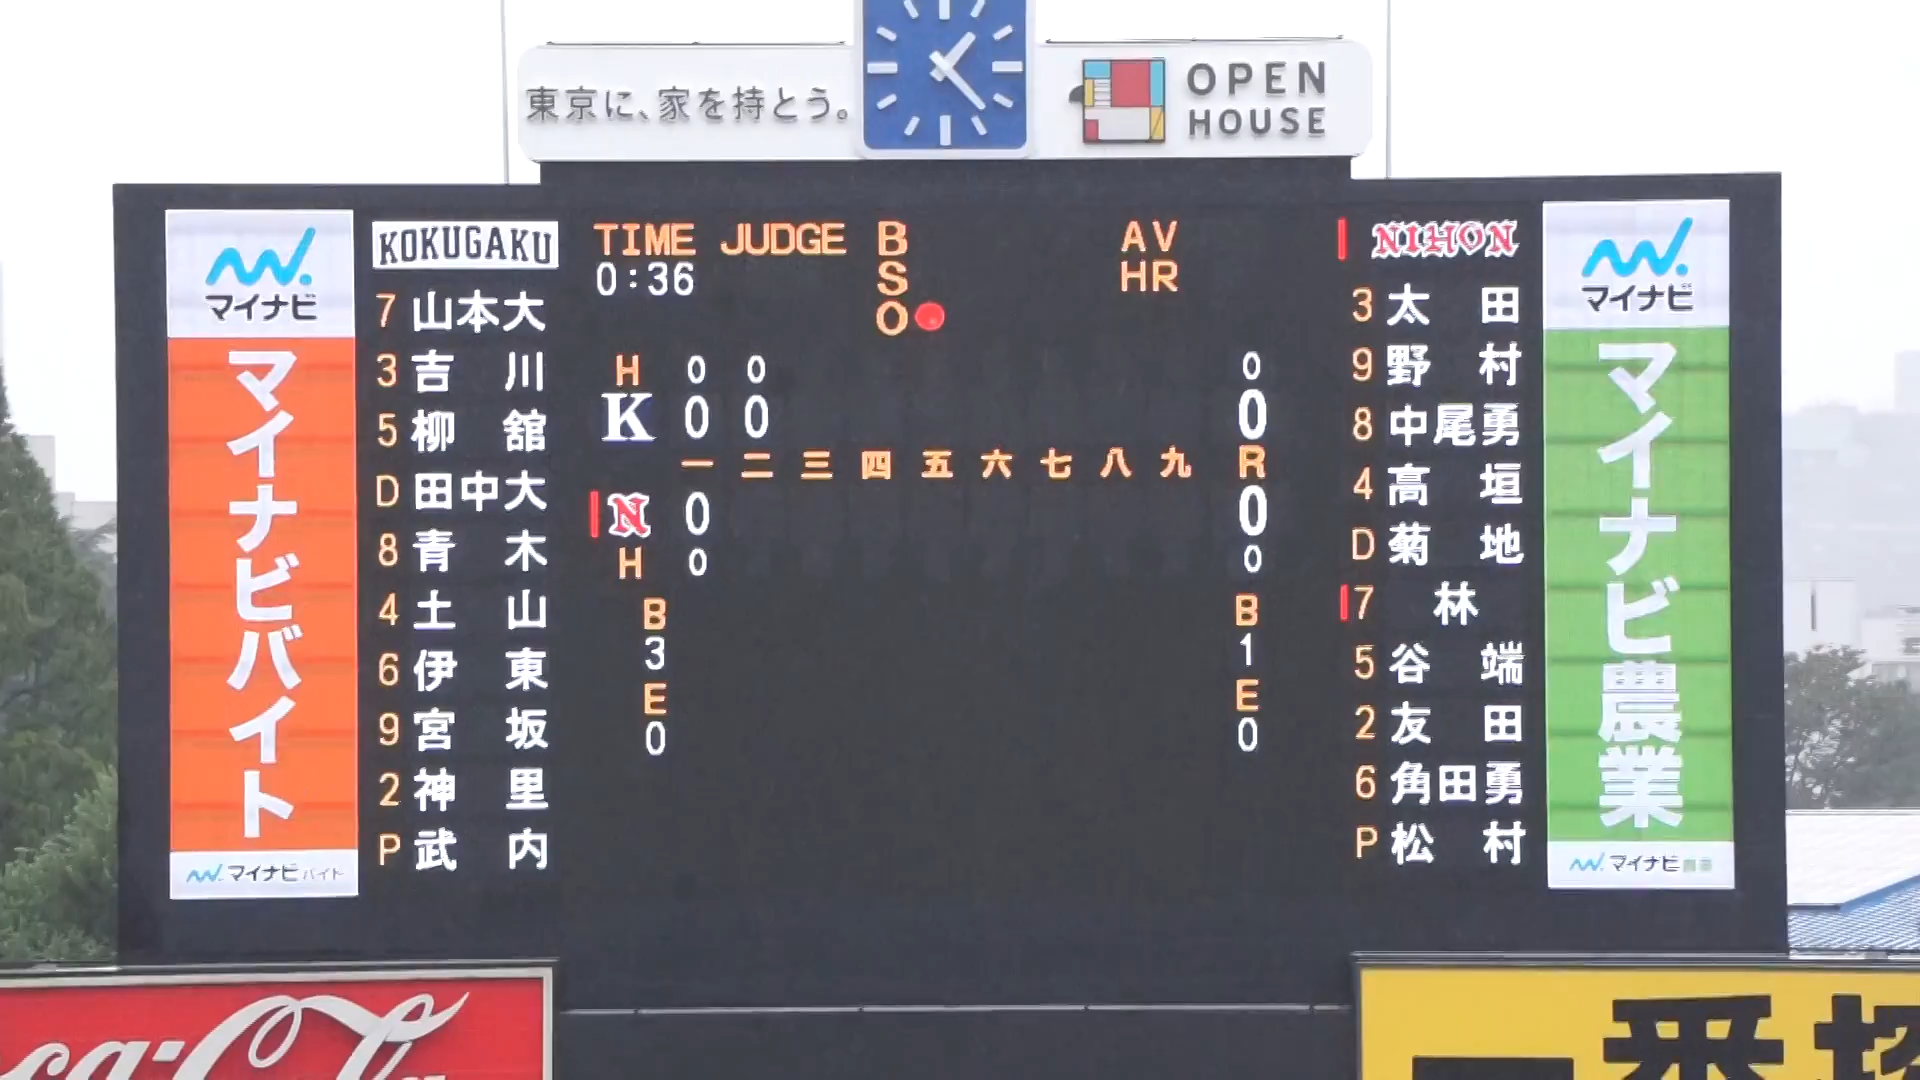 東京に、家を持とう。
OPEN
HOUSE
マイナビ
マイナビバイト
マイナビバイト
KOKUGAKU
7 山本大
3 吉川
5 柳舘
D 田中大
8 青木
4 土山
6 伊東
9 宮坂
2 神里
P 武内
TIME JUDGE B AV
0:36 S HR
O
H 0 0 0
K 0 0 0
一 二 三 四 五 六 七 八 九 R
N 0 0
H 0 0
B B
3 1
E E
0 0
NIHON
3 太田
9 野村
8 中尾勇
4 高垣
D 菊地
7 林
5 谷端
2 友田
6 角田勇
P 松村
マイナビ
マイナビ農業
マイナビ農業
Coca-Cola
一番搾